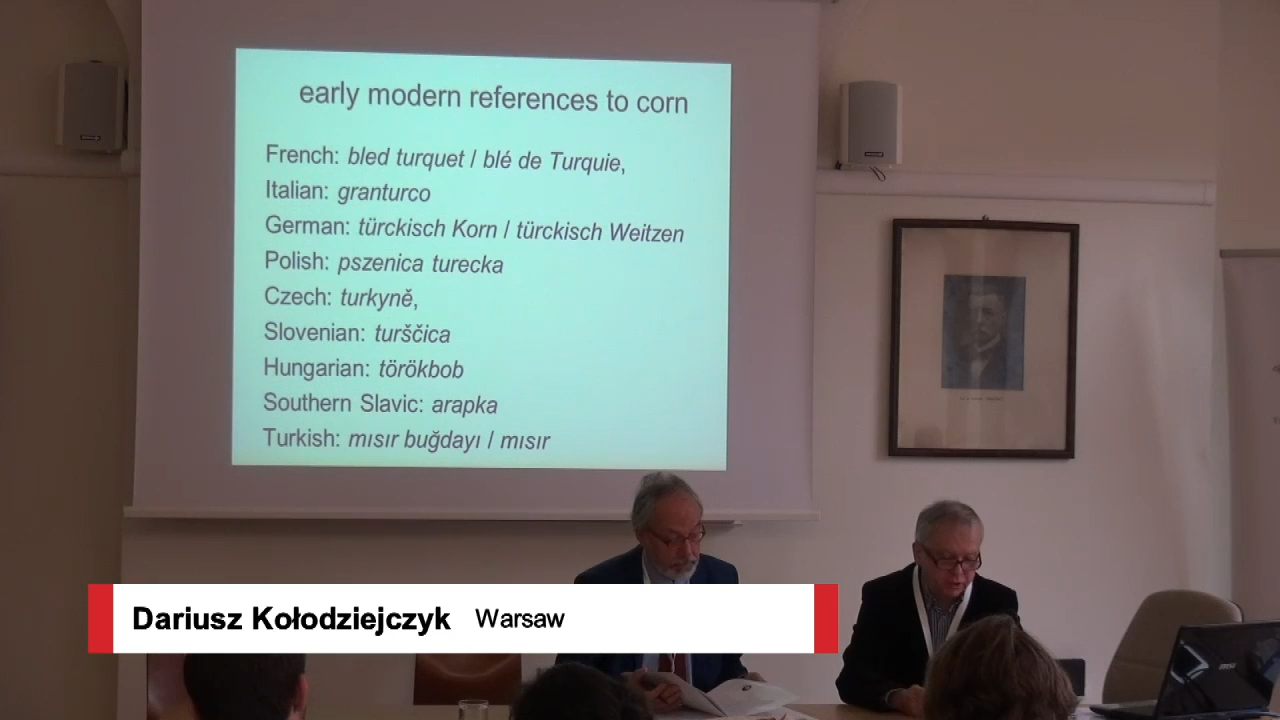 early modern references to corn
French: bled turquet / blé de Turquie,
Italian: granturco
German: türckisch Korn / türckisch Weitzen
Polish: pszenica turecka
Czech: turkyně,
Slovenian: turščica
Hungarian: törökbob
Southern Slavic: arapka
Turkish: mısır buğdayı / mısır
Dariusz Kołodziejczyk Warsaw
msi